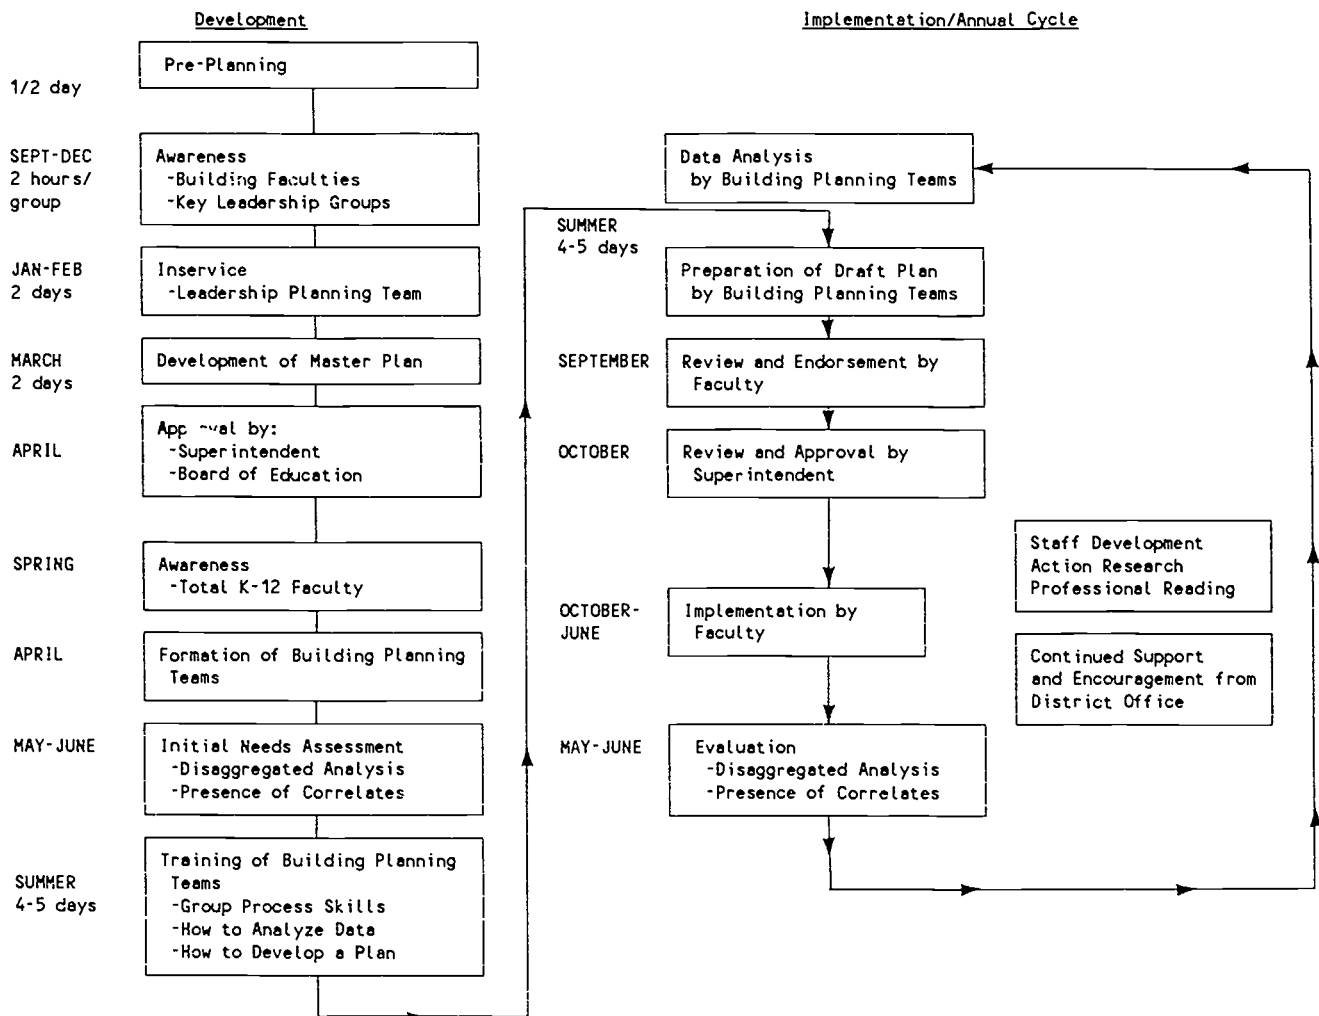 Development
Pre-Planning
1/2 day
SEPT-DEC
2 hours/
group
Awareness
-Building Faculties
-Key Leadership Groups
JAN-FEB
2 days
Inservice
-Leadership Planning Team
MARCH
2 days
Development of Master Plan
APRIL
by:
-Superintendent
-Board of Education
SPRING
Awareness
-Total K-12 Faculty
APRIL
Formation of Building Planning
Teams
MAY-JUNE
Initial Needs Assessment
-Disaggregated Analysis
-Presence of Correlates
SUMMER
4-5 days
Training of Building Planning
Teams
-Group Process Skills
-How to Analyze Data
-How to Develop a Plan
Implementation/Annual Cycle
Data Analysis
by Building Planning Teams
SUMMER
4-5 days
Preparation of Draft Plan
by Building Planning Teams
SEPTEMBER
Review and Endorsement by
Faculty
OCTOBER
Review and Approval by
Superintendent
OCTOBER-
JUNE
Implementation by
Faculty
MAY-JUNE
Evaluation
-Disaggregated Analysis
-Presence of Correlates
Staff Development
Action Research
Professional Reading
Continued Support
and Encouragement from
District Office